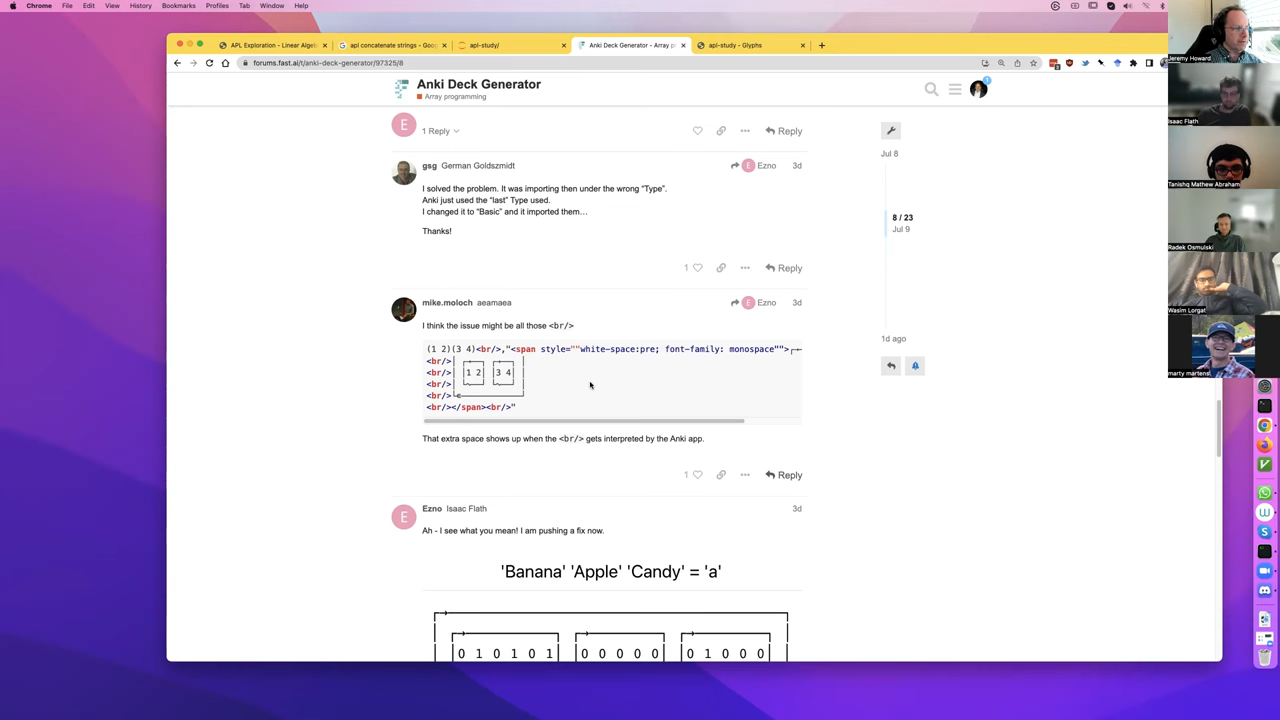 Chrome File Edit View History Bookmarks Profiles Tab Window Help
APL Exploration - Linear Algeb
apl concatenate strings - Goo
apl-study/
Anki Deck Generator - Array p
apl-study - Glyphs
forums.fast.ai/t/anki-deck-generator/97325/8
Anki Deck Generator
Array programming
E
1 Reply
Reply
Jul 8
8 / 23
Jul 9
1d ago
gsg German Goldszmidt
Ezno
3d
I solved the problem. It was importing then under the wrong “Type”.
Anki just used the “last” Type used.
I changed it to “Basic” and it imported them…
Thanks!
1
Reply
mike.moloch aeamaea
Ezno
3d
I think the issue might be all those <br/>
(1 2)(3 4)<br/>,"<span style=""white-space:pre; font-family: monospace"">┌→
<br/>│ ┌→──┐ ┌→──┐ │
<br/>│ │1 2│ │3 4│ │
<br/>│ └~──┘ └~──┘ │
<br/>└∊────────────┘
<br/></span><br/>"
That extra space shows up when the <br/> gets interpreted by the Anki app.
1
Reply
E
Ezno Isaac Flath
3d
Ah - I see what you mean! I am pushing a fix now.
'Banana' 'Apple' 'Candy' = 'a'
0 1 0 1 0 1
0 0 0 0 0
0 1 0 0 0
Jeremy Howard
Isaac Flath
Tanishq Mathew Abraham
Radek Osmulski
Wasim Lorgat
marty martens